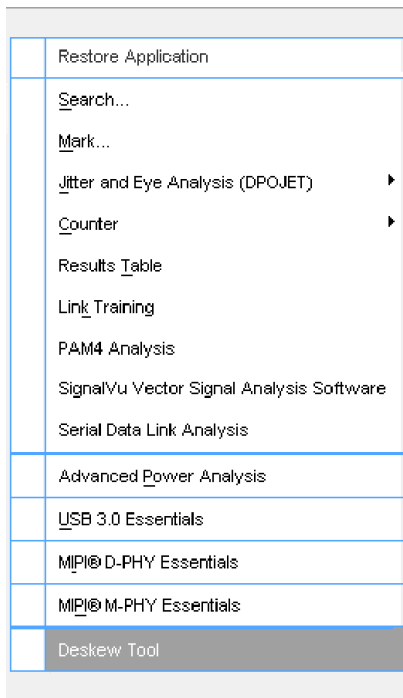 Restore Application
Search...
Mark...
Jitter and Eye Analysis (DPOJET)
Counter
Results Table
Link Training
PAM4 Analysis
SignalVu Vector Signal Analysis Software
Serial Data Link Analysis
Advanced Power Analysis
USB 3.0 Essentials
MIPI® D-PHY Essentials
MIPI® M-PHY Essentials
Deskew Tool